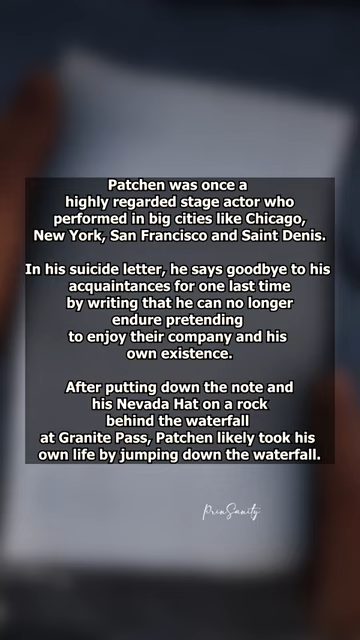 Patchen was once a
highly regarded stage actor who
performed in big cities like Chicago,
New York, San Francisco and Saint Denis.
In his suicide letter, he says goodbye to his
acquaintances for one last time
by writing that he can no longer
endure pretending
to enjoy their company and his
own existence.
After putting down the note and
his Nevada Hat on a rock
behind the waterfall
at Granite Pass, Patchen likely took his
own life by jumping down the waterfall.
PrinSanity